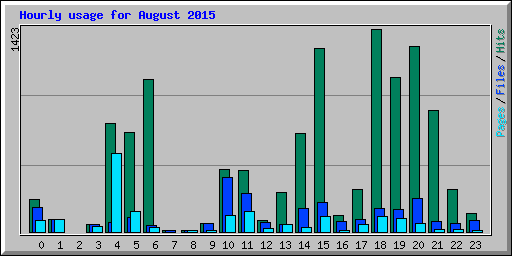 Hourly usage for August 2015
1423
Pages/Files/Hits
0 1 2 3 4 5 6 7 8 9 10 11 12 13 14 15 16 17 18 19 20 21 22 23